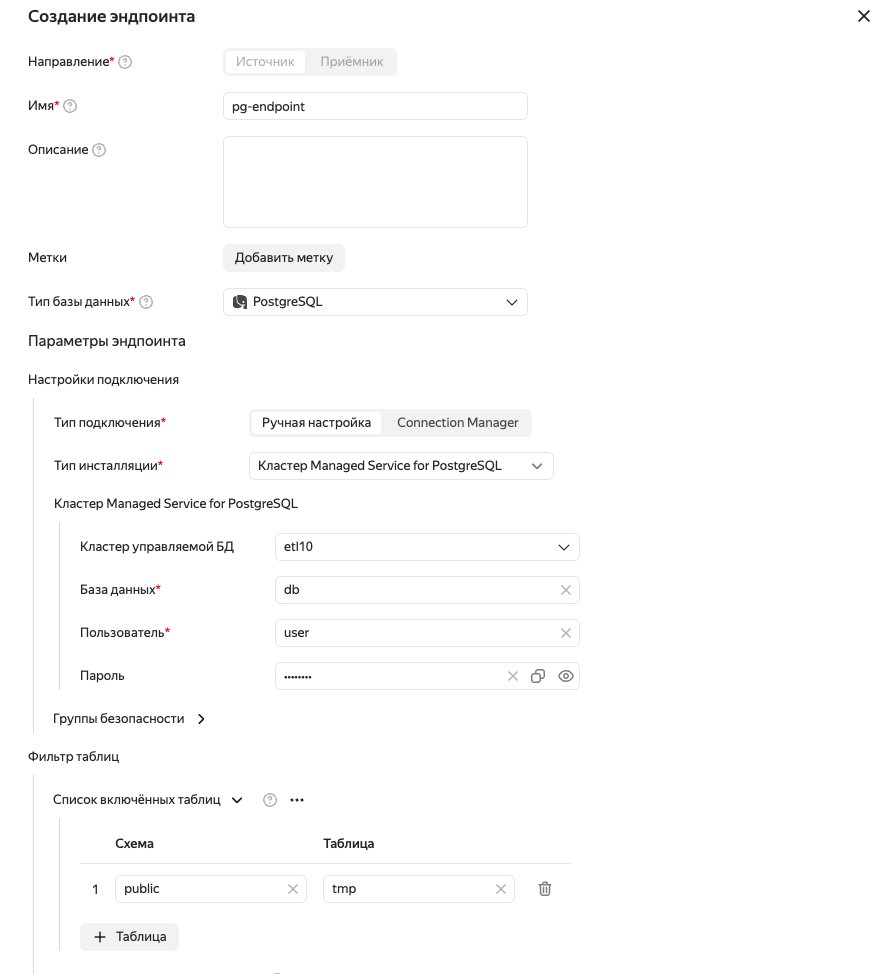 Создание эндпоинта
Направление* Источник Приёмник
Имя* pg-endpoint
Описание
Метки Добавить метку
Тип базы данных* PostgreSQL
Параметры эндпоинта
Настройки подключения
Тип подключения* Ручная настройка Connection Manager
Тип инсталляции* Кластер Managed Service for PostgreSQL
Кластер Managed Service for PostgreSQL
Кластер управляемой БД etl10
База данных* db
Пользователь* user
Пароль ••••••••
Группы безопасности
Фильтр таблиц
Список включённых таблиц
Схема Таблица
1 public tmp
+ Таблица